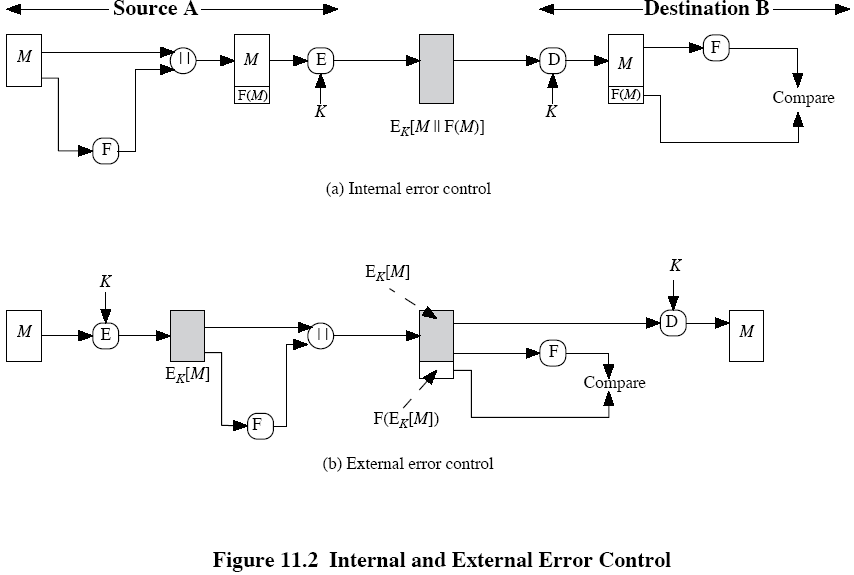 Source A
Destination B
M
||
M
F(M)
E
K
D
K
M
F(M)
F
Compare
F
E_K[M || F(M)]
(a) Internal error control
K
M
E
E_K[M]
F
||
E_K[M]
F(E_K[M])
F
Compare
K
D
M
(b) External error control
Figure 11.2 Internal and External Error Control